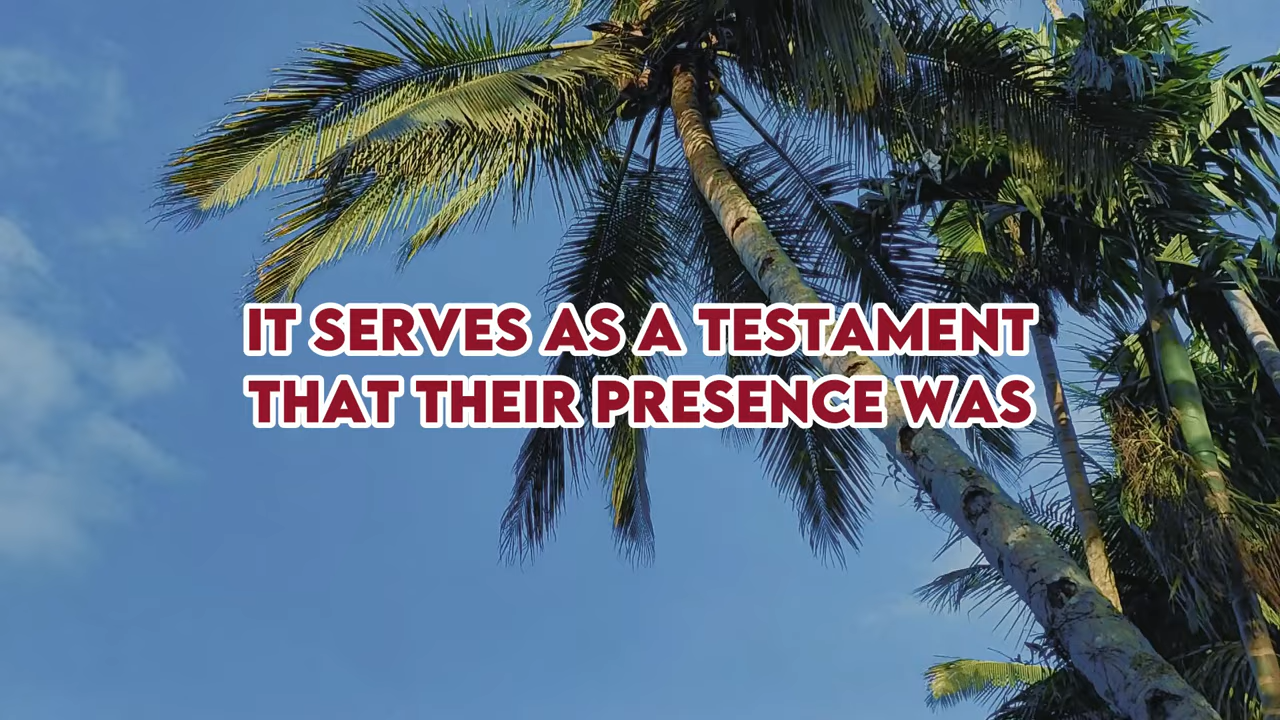 IT SERVES AS A TESTAMENT
THAT THEIR PRESENCE WAS